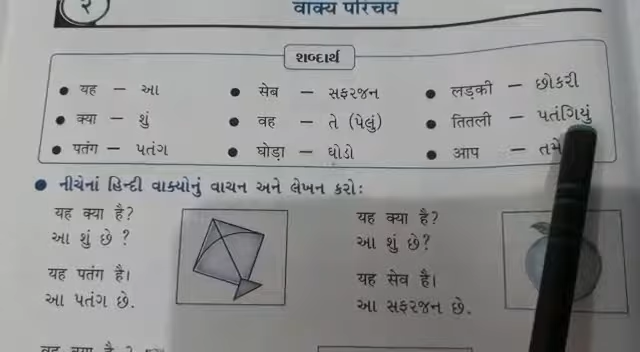 २
वाक्य परिचय
શબ્દાર્થ
यह – આ
सेब – સફરજન
लड़की – છોકરી
क्या – શું
वह – તે (પેલું)
तितली – પતંગિયું
पतंग – પતંગ
घोड़ा – ઘોડો
आप – તમે
નીચેનાં હિન્દી વાક્યોનું વાચન અને લેખન કરો:
यह क्या है?
આ શું છે ?
यह पतंग है।
આ પતંગ છે.
यह क्या है?
આ શું છે?
यह सेव है।
આ સફરજન છે.